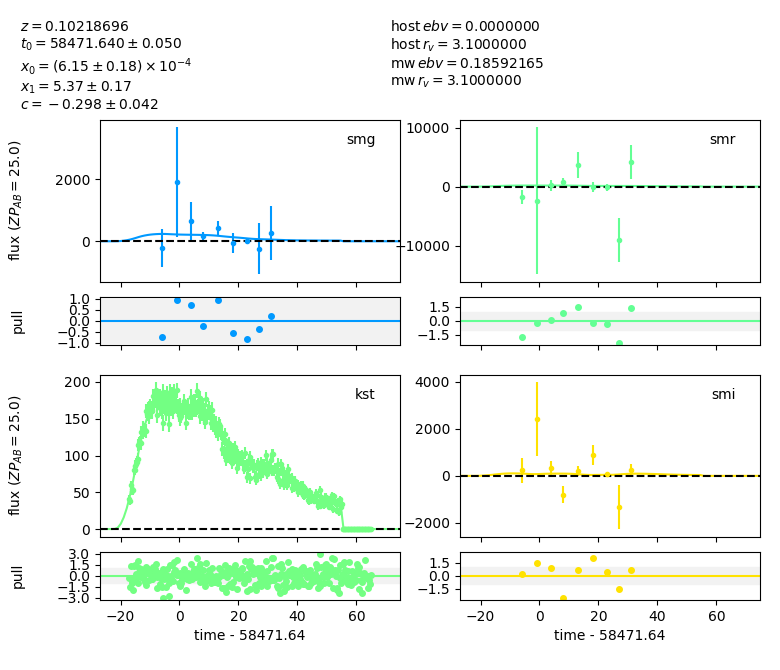 z = 0.10218696
t₀ = 58471.640 ± 0.050
x₀ = (6.15 ± 0.18) × 10⁻⁴
x₁ = 5.37 ± 0.17
c = −0.298 ± 0.042
host ebv = 0.0000000
host r_v = 3.1000000
mw ebv = 0.18592165
mw r_v = 3.1000000
smg
2000
0
flux (ZP_AB = 25.0)
1.0
0.5
0.0
−0.5
−1.0
pull
smr
10000
0
−10000
1.5
0.0
−1.5
kst
200
150
100
50
0
flux (ZP_AB = 25.0)
3.0
1.5
0.0
−1.5
−3.0
pull
−20 0 20 40 60
time - 58471.64
smi
4000
2000
0
−2000
1.5
0.0
−1.5
−20 0 20 40 60
time - 58471.64